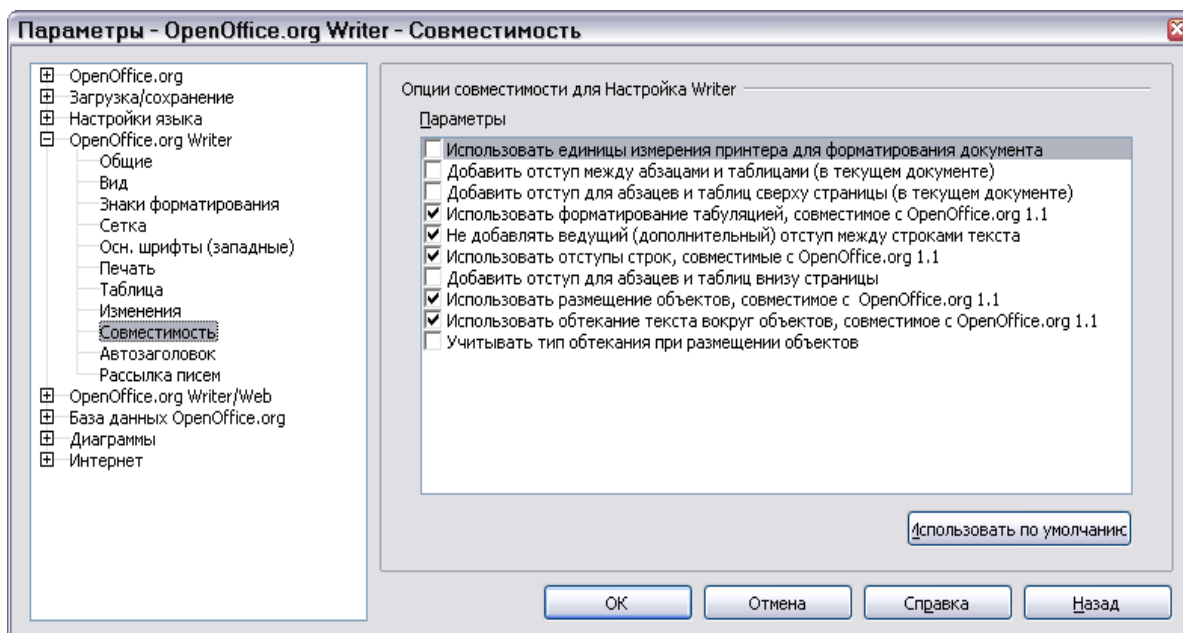 Параметры - OpenOffice.org Writer - Совместимость
OpenOffice.org
Загрузка/сохранение
Настройки языка
OpenOffice.org Writer
Общие
Вид
Знаки форматирования
Сетка
Осн. шрифты (западные)
Печать
Таблица
Изменения
Совместимость
Автозаголовок
Рассылка писем
OpenOffice.org Writer/Web
База данных OpenOffice.org
Диаграммы
Интернет
Опции совместимости для Настройка Writer
Параметры
Использовать единицы измерения принтера для форматирования документа
Добавить отступ между абзацами и таблицами (в текущем документе)
Добавить отступ для абзацев и таблиц сверху страницы (в текущем документе)
Использовать форматирование табуляцией, совместимое с OpenOffice.org 1.1
Не добавлять ведущий (дополнительный) отступ между строками текста
Использовать отступы строк, совместимые с OpenOffice.org 1.1
Добавить отступ для абзацев и таблиц внизу страницы
Использовать размещение объектов, совместимое с OpenOffice.org 1.1
Использовать обтекание текста вокруг объектов, совместимое с OpenOffice.org 1.1
Учитывать тип обтекания при размещении объектов
Использовать по умолчанию
ОК
Отмена
Справка
Назад